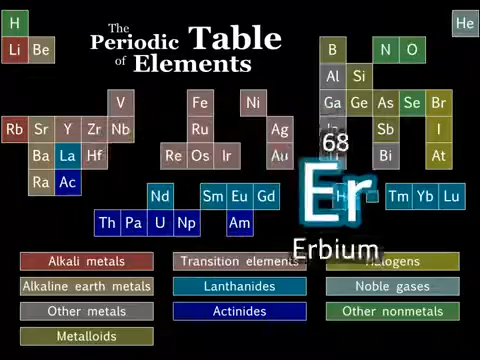 The
Periodic Table
of Elements
H He
Li Be B N O
Al Si
V Fe Ni Ga Ge As Se Br
Rb Sr Y Zr Nb Ru Ag Sb I
Ba La Hf Re Os Ir Au Bi At
Ra Ac
68
Nd Sm Eu Gd Er Tm Yb Lu
Th Pa U Np Am
Erbium
Alkali metals Transition elements Halogens
Alkaline earth metals Lanthanides Noble gases
Other metals Actinides Other nonmetals
Metalloids